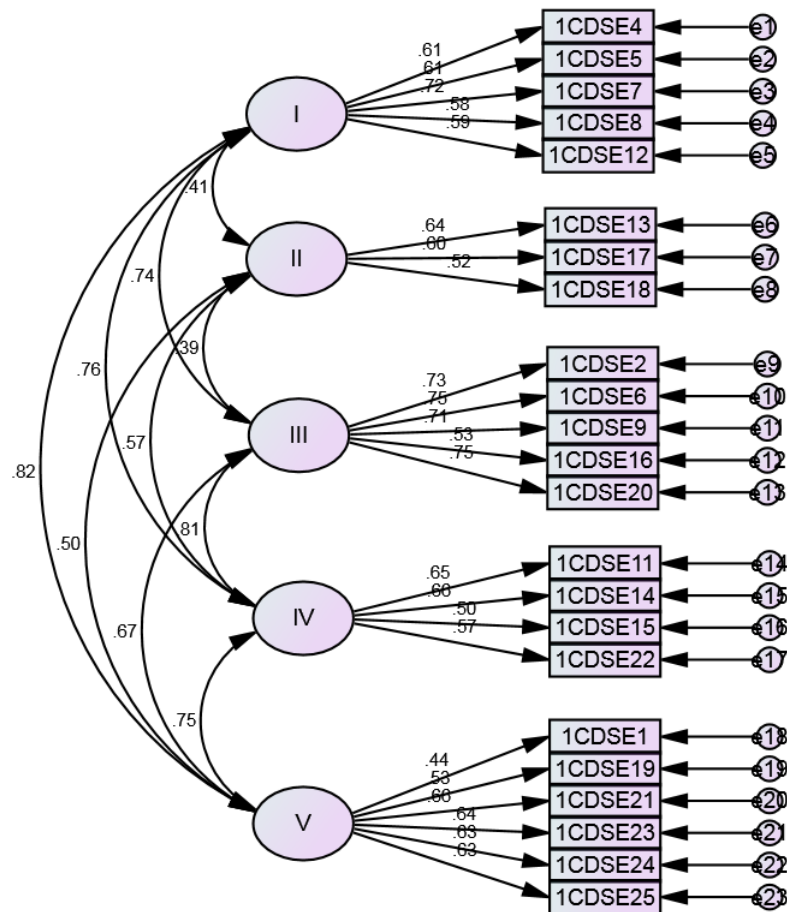 .61
1CDSE4
e1
.61
1CDSE5
e2
.72
1CDSE7
e3
I
.58
1CDSE8
e4
.59
1CDSE12
e5
.41
.64
1CDSE13
e6
.60
1CDSE17
e7
II
.52
1CDSE18
e8
.74
.39
.76
.73
1CDSE2
e9
.75
1CDSE6
e10
.71
1CDSE9
e11
III
.53
1CDSE16
e12
.75
1CDSE20
e13
.57
.82
.50
.81
.65
1CDSE11
e14
.66
1CDSE14
e15
IV
.50
1CDSE15
e16
.57
1CDSE22
e17
.67
.75
.44
1CDSE1
e18
.53
1CDSE19
e19
.66
1CDSE21
e20
V
.64
1CDSE23
e21
.63
1CDSE24
e22
.63
1CDSE25
e23